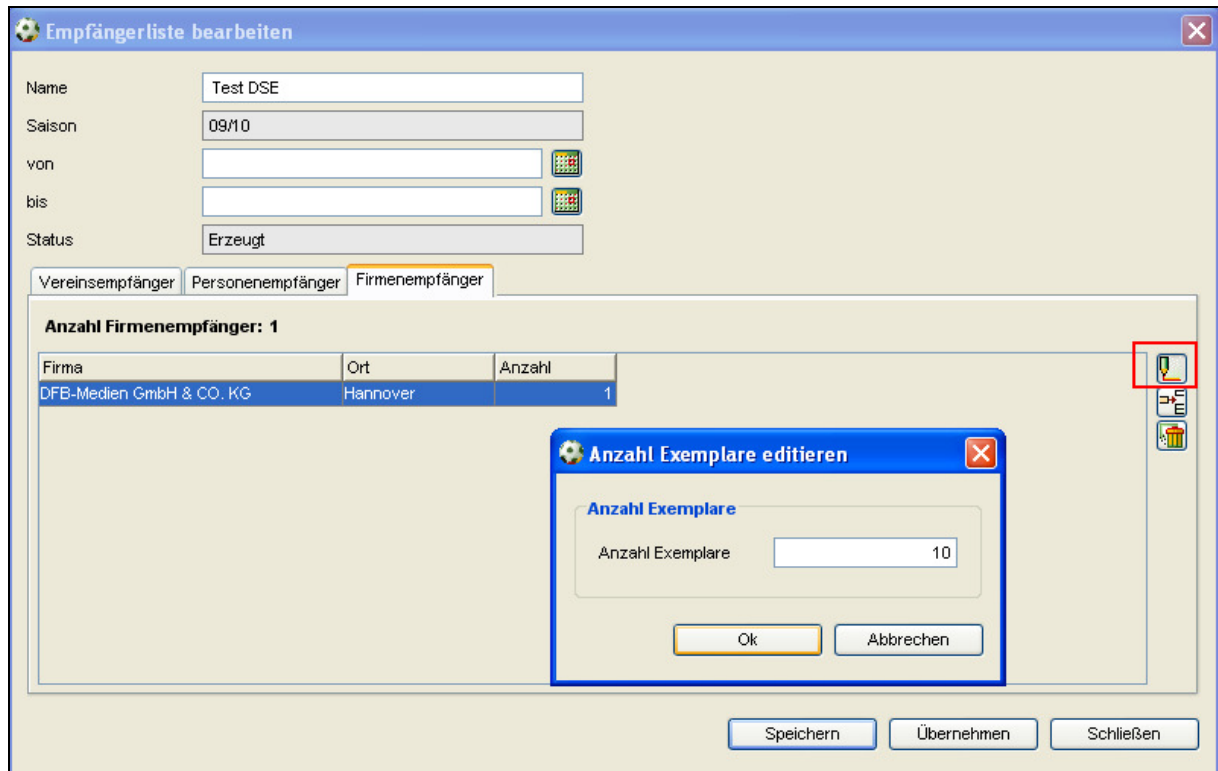 Empfängerliste bearbeiten
Name Test DSE
Saison 09/10
von
bis
Status Erzeugt
Vereinsempfänger Personenempfänger Firmenempfänger
Anzahl Firmenempfänger: 1
Firma Ort Anzahl
DFB-Medien GmbH & CO. KG Hannover 1
Anzahl Exemplare editieren
Anzahl Exemplare
Anzahl Exemplare 10
Ok Abbrechen
Speichern Übernehmen Schließen